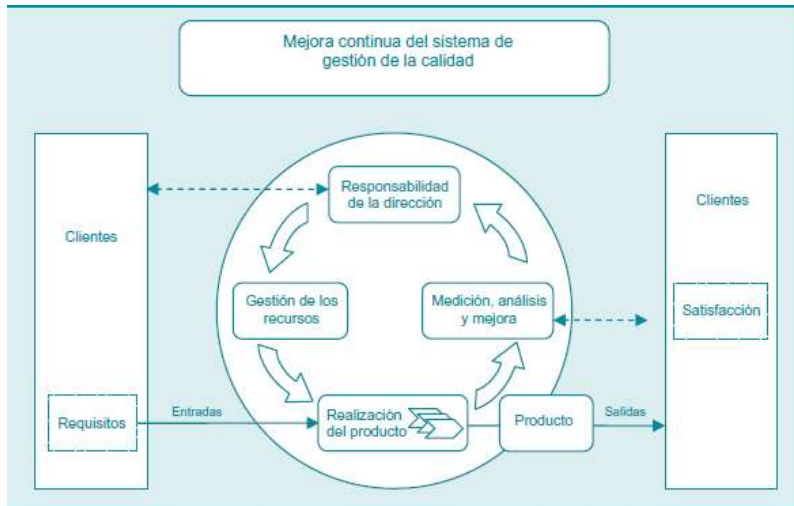 Mejora continua del sistema de
gestión de la calidad
Responsabilidad
de la dirección
Clientes
Clientes
Gestión de los
recursos
Medición, análisis
y mejora
Satisfacción
Requisitos
Entradas
Realización
del producto
Producto
Salidas